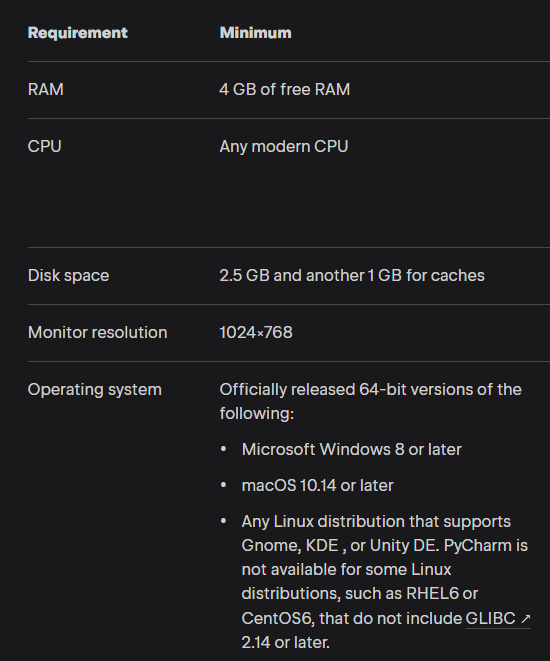 Requirement Minimum
RAM 4 GB of free RAM
CPU Any modern CPU
Disk space 2.5 GB and another 1 GB for caches
Monitor resolution 1024×768
Operating system Officially released 64-bit versions of the
following:
• Microsoft Windows 8 or later
• macOS 10.14 or later
• Any Linux distribution that supports
Gnome, KDE , or Unity DE. PyCharm is
not available for some Linux
distributions, such as RHEL6 or
CentOS6, that do not include GLIBC ↗
2.14 or later.